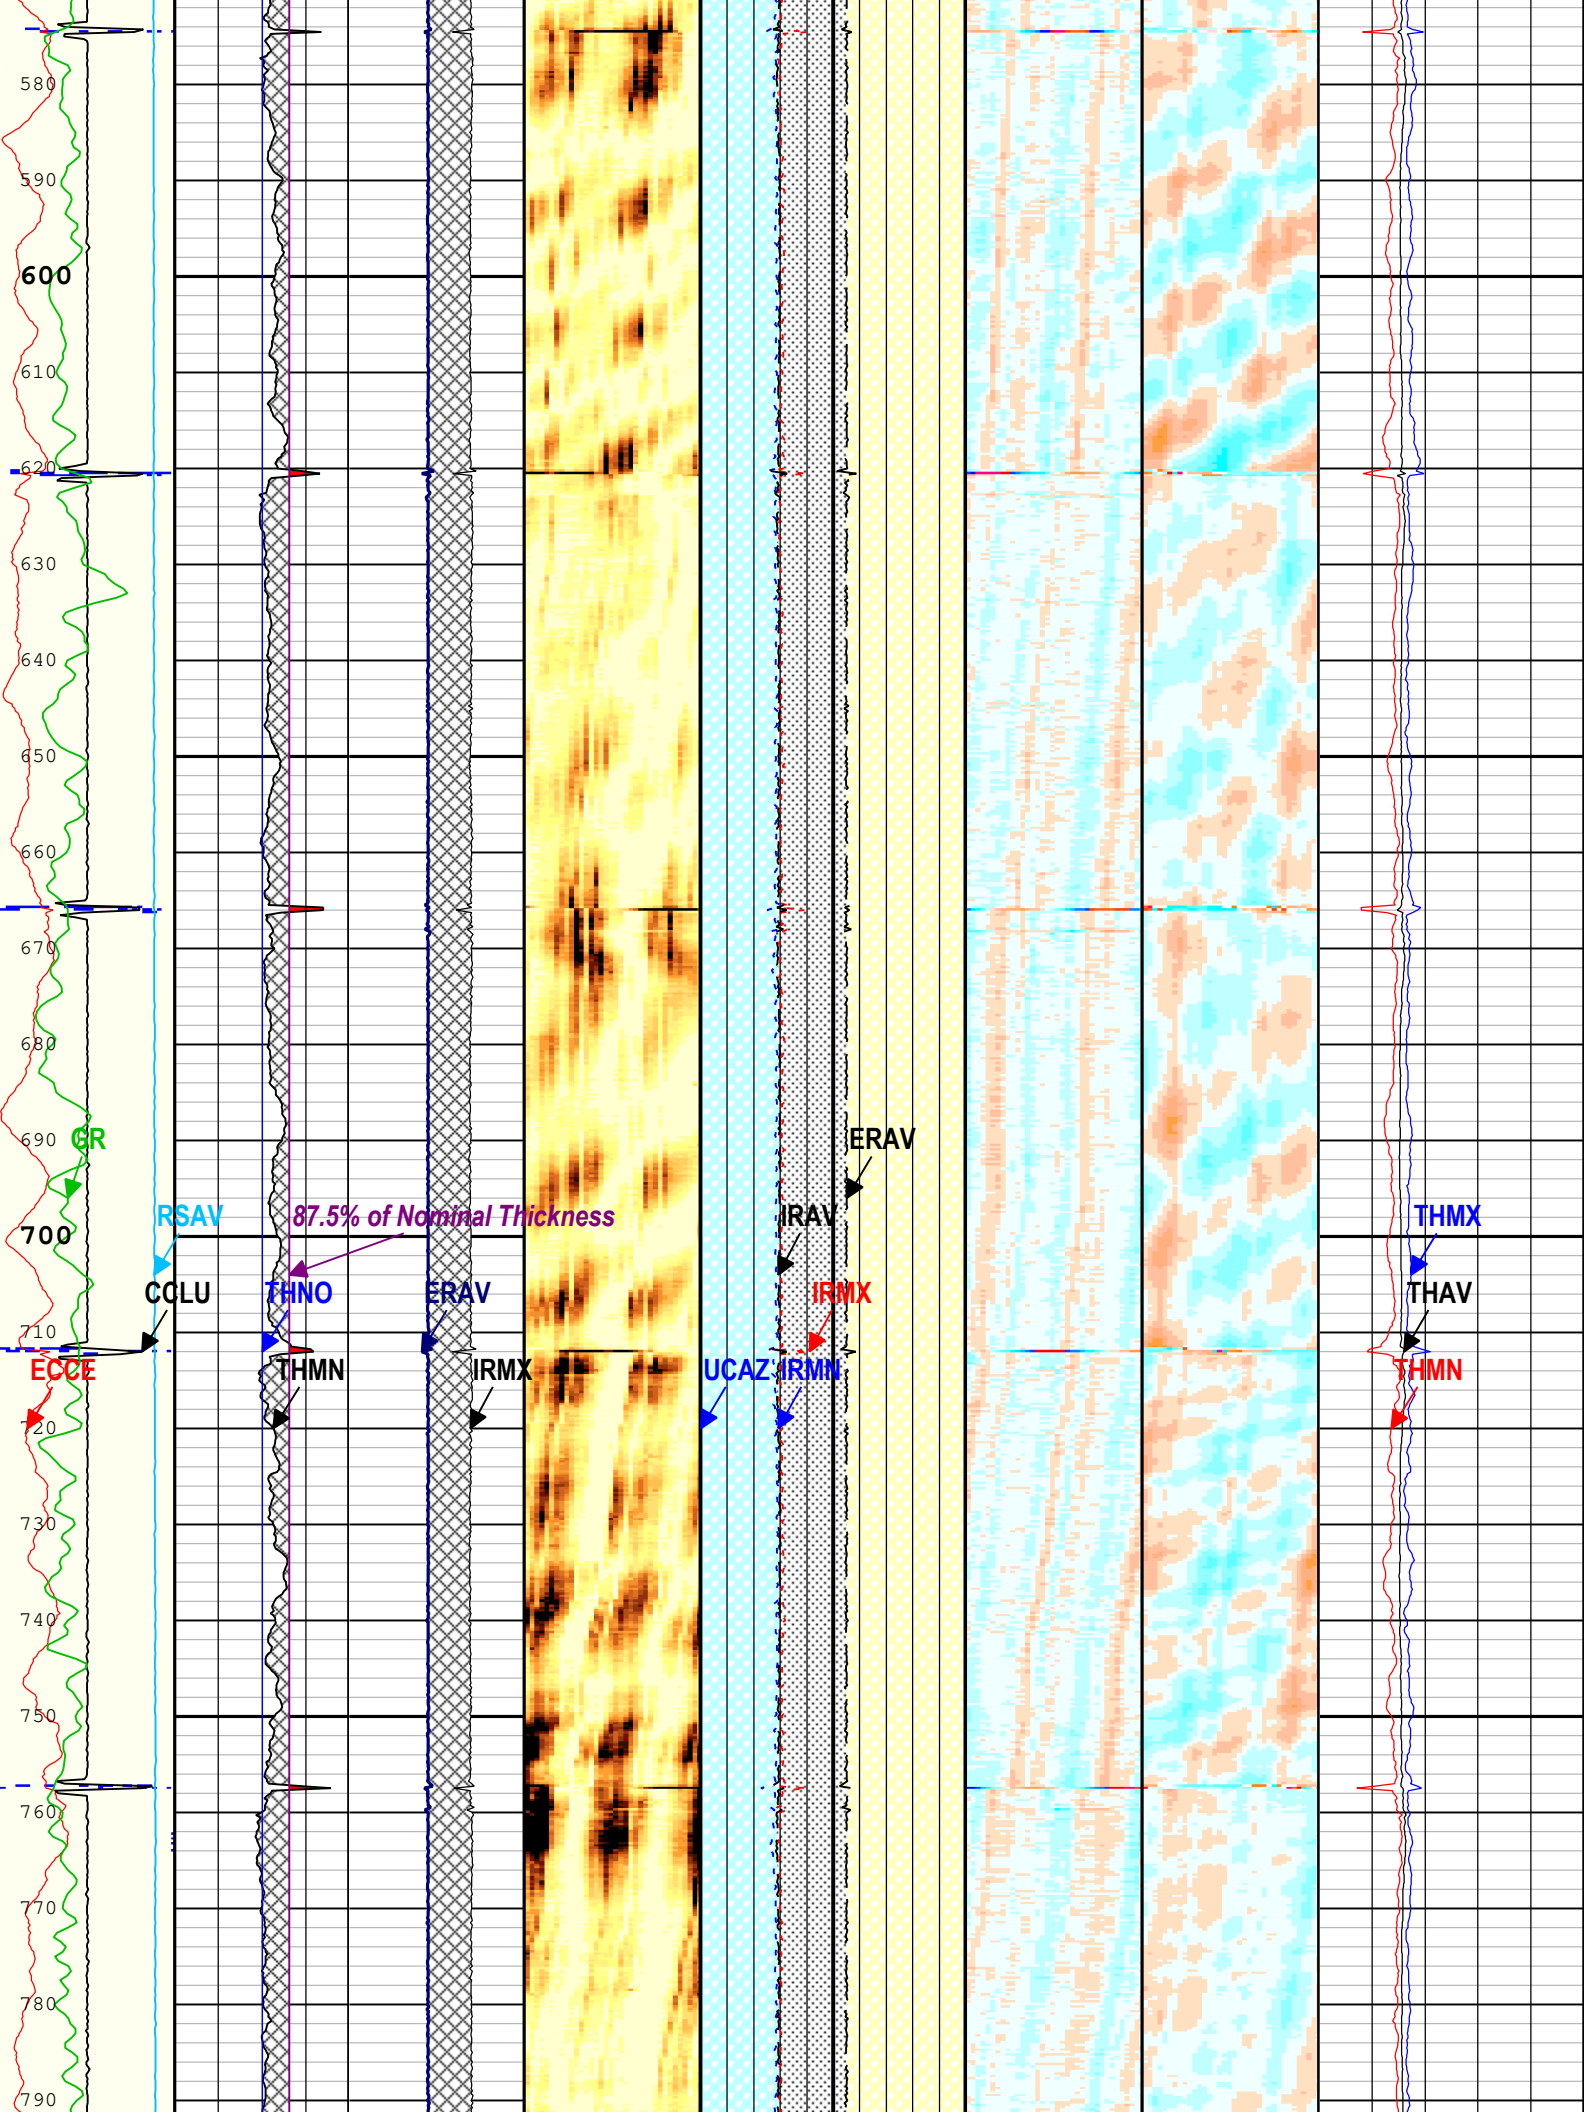 580
590
600
610
620
630
640
650
660
670
680
690
GR
ERAV
700
RSAV
87.5% of Nominal Thickness
IRAV
THMX
CCLU
THNO
ERAV
IRMX
THAV
710
ECCE
THMN
IRMX
UCAZ
IRMN
THMN
720
730
740
750
760
770
780
790